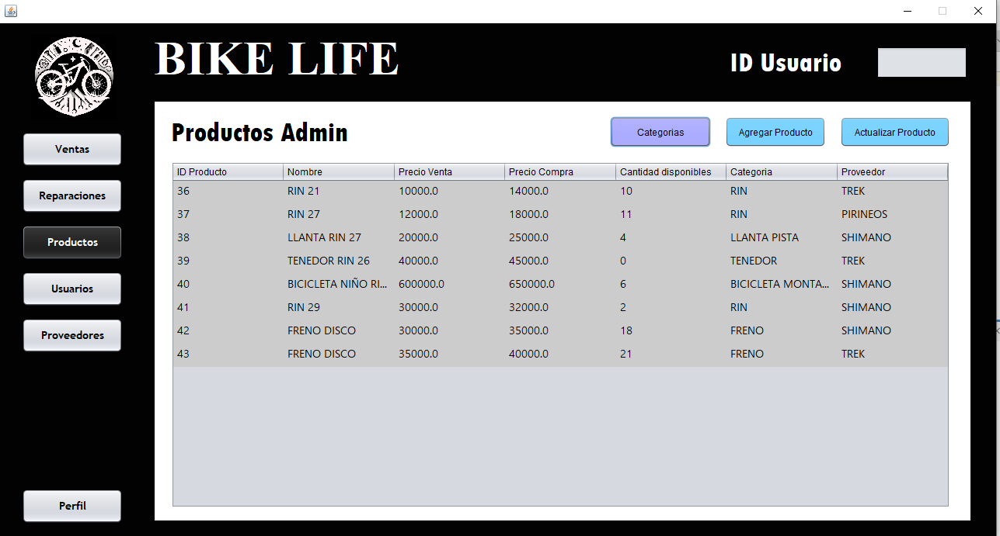 BIKE LIFE
ID Usuario
Ventas
Reparaciones
Productos
Usuarios
Proveedores
Perfil
Productos Admin
Categorias Agregar Producto Actualizar Producto
ID Producto Nombre Precio Venta Precio Compra Cantidad disponibles Categoria Proveedor
36 RIN 21 10000.0 14000.0 10 RIN TREK
37 RIN 27 12000.0 18000.0 11 RIN PIRINEOS
38 LLANTA RIN 27 20000.0 25000.0 4 LLANTA PISTA SHIMANO
39 TENEDOR RIN 26 40000.0 45000.0 0 TENEDOR TREK
40 BICICLETA NIÑO RI... 600000.0 650000.0 6 BICICLETA MONTA... SHIMANO
41 RIN 29 30000.0 32000.0 2 RIN SHIMANO
42 FRENO DISCO 30000.0 35000.0 18 FRENO SHIMANO
43 FRENO DISCO 35000.0 40000.0 21 FRENO TREK